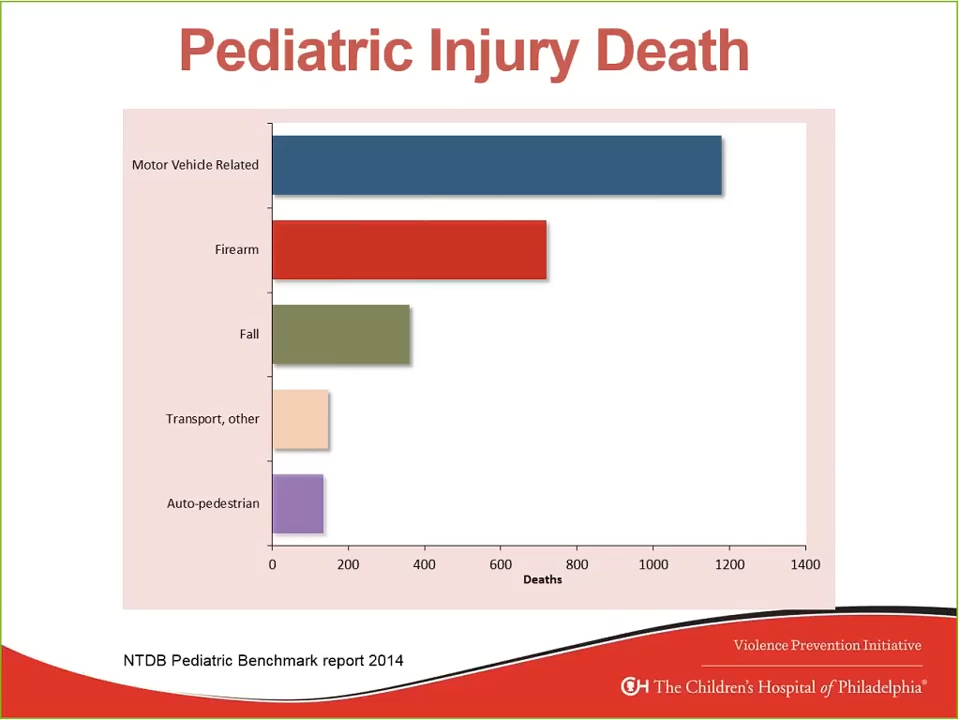 Pediatric Injury Death
Motor Vehicle Related
Firearm
Fall
Transport, other
Auto-pedestrian
0 200 400 600 800 1000 1200 1400
Deaths
NTDB Pediatric Benchmark report 2014
Violence Prevention Initiative
CH The Children's Hospital of Philadelphia®